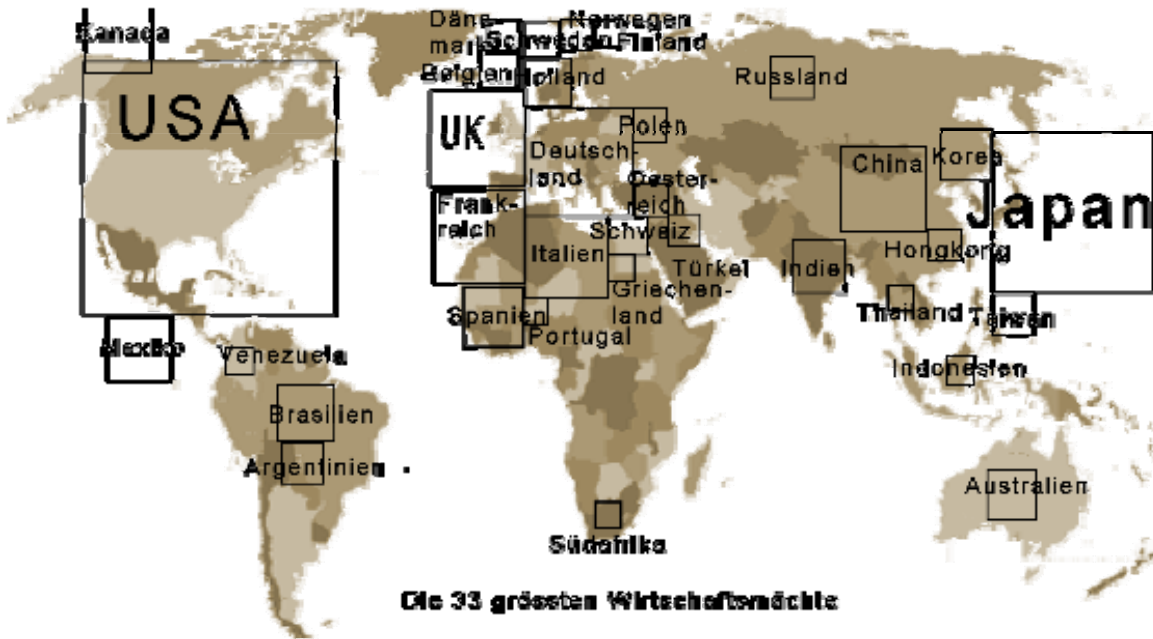 Kanada
Däne-
mark
Norwegen
Schweden
Finland
Belgien
Holland
Russland
USA
UK
Polen
Deutsch-
land
China
Korea
Oester-
reich
Frank-
reich
Japan
Schweiz
Italien
Türkei
Indien
Hongkong
Griechen-
land
Spanien
Thailand
Taiwan
Portugal
Mexiko
Venezuela
Indonesien
Brasilien
Argentinien
Australien
Südafrika
Die 33 grössten Wirtschaftsmächte